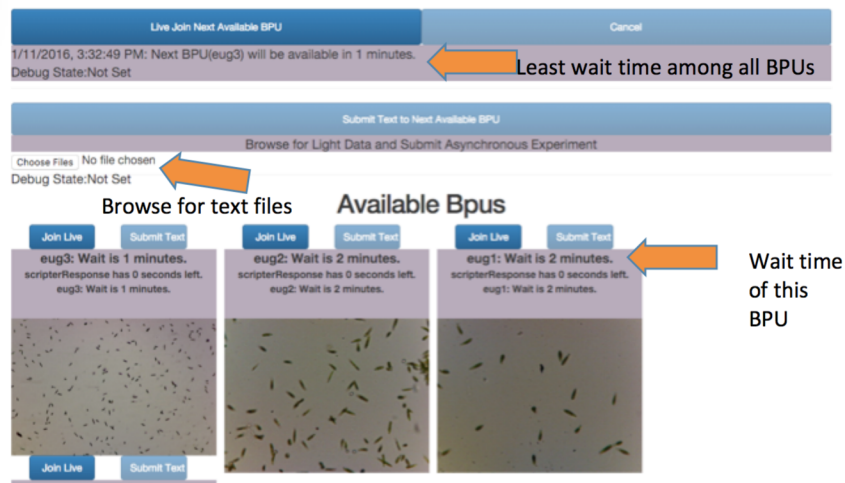 Live Join Next Available BPU
Cancel
1/11/2016, 3:32:49 PM: Next BPU(eug3) will be available in 1 minutes.
Debug State:Not Set
Least wait time among all BPUs
Submit Text to Next Available BPU
Browse for Light Data and Submit Asynchronous Experiment
Choose Files No file chosen
Debug State:Not Set
Browse for text files
Available Bpus
Join Live Submit Text
Join Live Submit Text
Join Live Submit Text
eug3: Wait is 1 minutes.
scripterResponse has 0 seconds left.
eug3: Wait is 1 minutes.
eug2: Wait is 2 minutes.
scripterResponse has 0 seconds left.
eug2: Wait is 2 minutes.
eug1: Wait is 2 minutes.
scripterResponse has 0 seconds left.
eug1: Wait is 2 minutes.
Wait time
of this
BPU
Join Live Submit Text